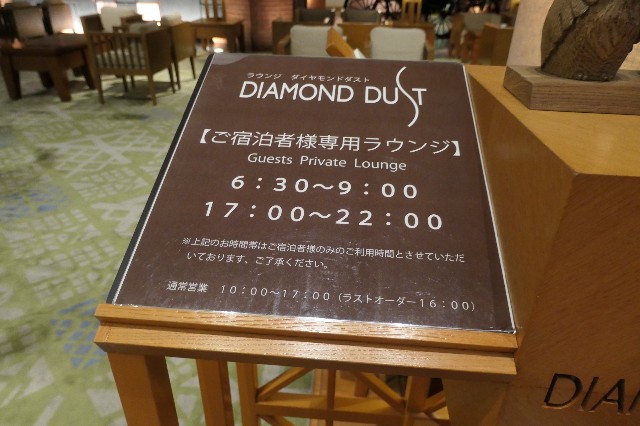 ラウンジ ダイヤモンドダスト
DIAMOND DUST
【ご宿泊者様専用ラウンジ】
Guests Private Lounge
6：30～9：00
17：00～22：00
※上記のお時間帯はご宿泊者様のみのご利用時間とさせていただ
いております、ご了承ください。
通常営業 10：00～17：00（ラストオーダー16：00）
DIAM